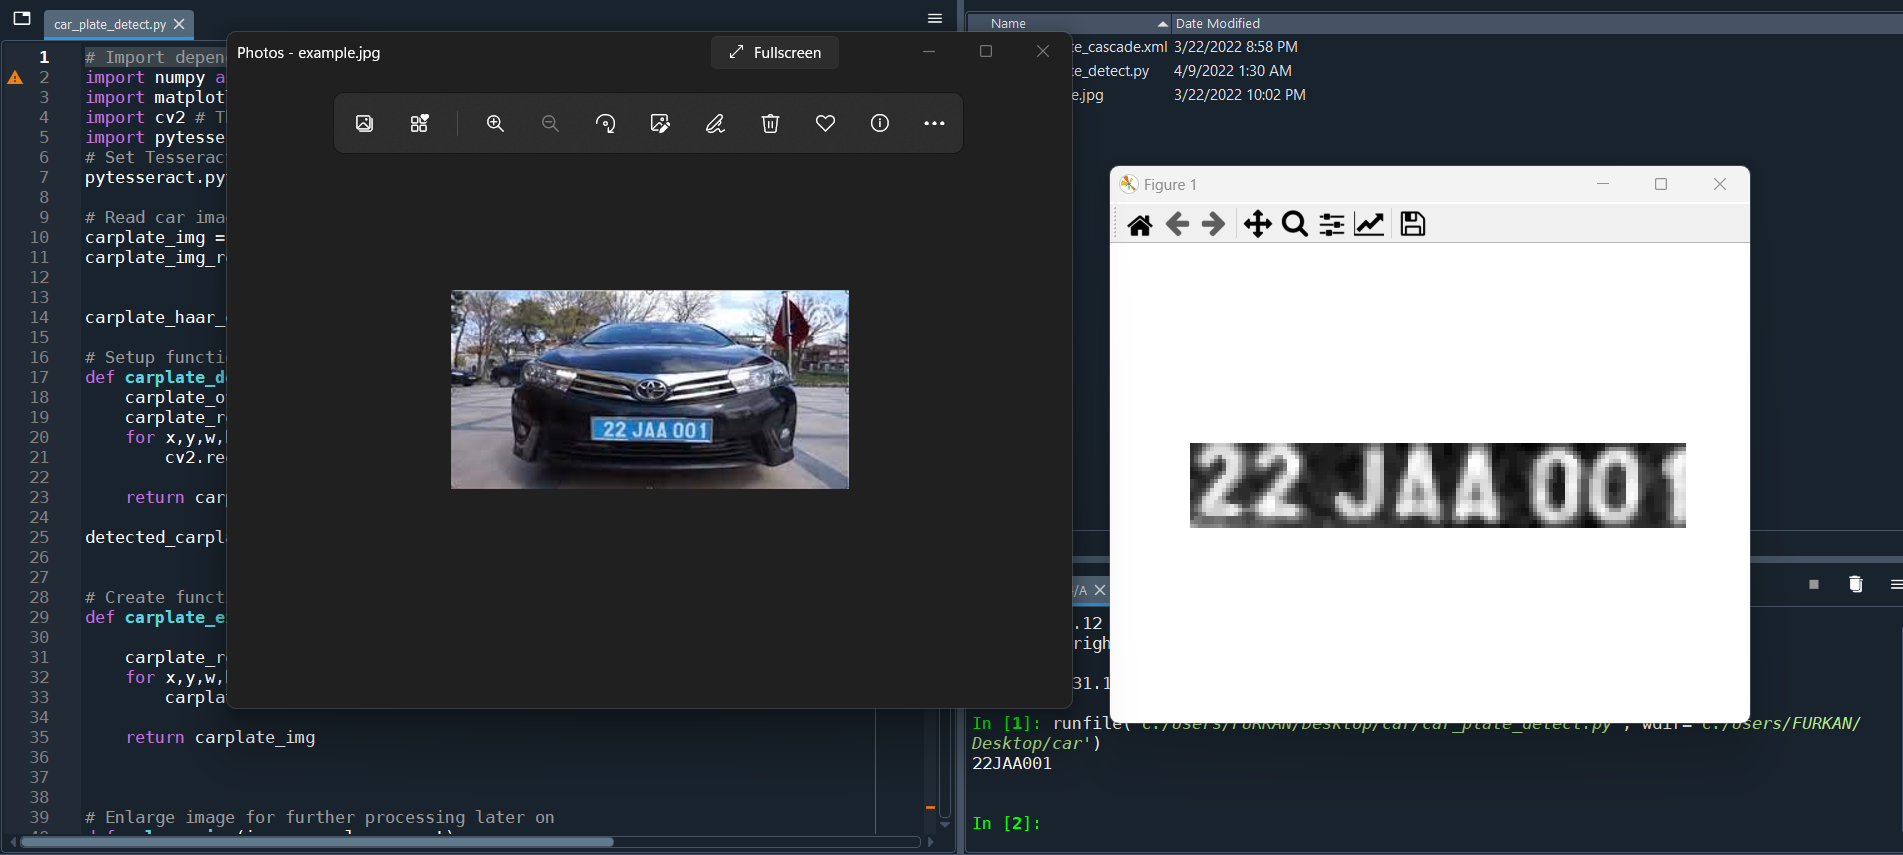 car_plate_detect.py
1 # Import depen
2 import numpy a
3 import matplot
4 import cv2 # T
5 import pytesser
6 # Set Tesserac
7 pytesseract.py
8
9 # Read car ima
10 carplate_img =
11 carplate_img_r
12
13
14 carplate_haar_
15
16 # Setup functi
17 def carplate_d
18 carplate_o
19 carplate_r
20 for x,y,w,
21 cv2.re
22
23 return car
24
25 detected_carpl
26
27
28 # Create funct
29 def carplate_e
30
31 carplate_r
32 for x,y,w,
33 carpla
34
35 return carplate_img
36
37
38
39 # Enlarge image for further processing later on
Photos - example.jpg
Fullscreen
22 JAA 001
Name Date Modified
te_cascade.xml 3/22/2022 8:58 PM
te_detect.py 4/9/2022 1:30 AM
e.jpg 3/22/2022 10:02 PM
Figure 1
22 JAA 001
/A
.12
righ
31.1
In [1]: runfile('C:/Users/FURKAN/Desktop/car/car_plate_detect.py', wdir='C:/Users/FURKAN/
Desktop/car')
22JAA001
In [2]: